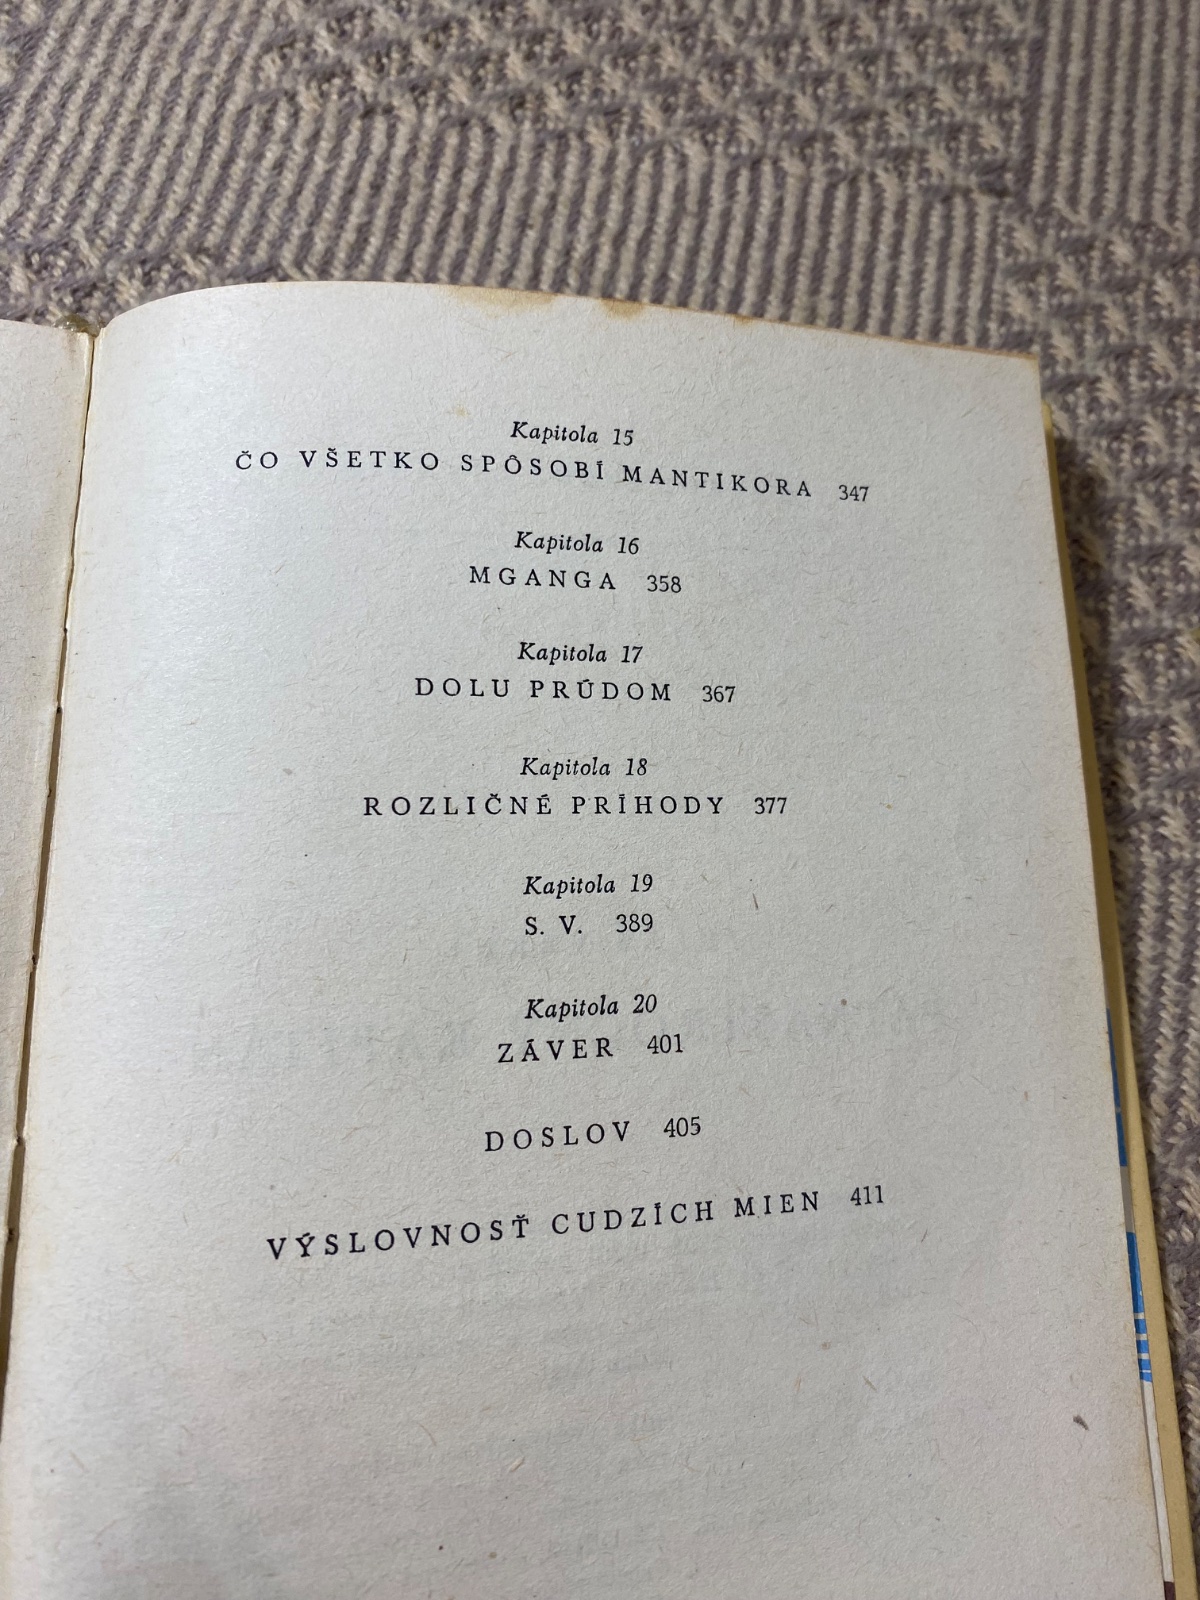 Kapitola 15
ČO VŠETKO SPÔSOBÍ MANTIKORA 347
Kapitola 16
MGANGA 358
Kapitola 17
DOLU PRÚDOM 367
Kapitola 18
ROZLIČNÉ PRÍHODY 377
Kapitola 19
S. V. 389
Kapitola 20
ZÁVER 401
DOSLOV 405
VÝSLOVNOSŤ CUDZÍCH MIEN 411